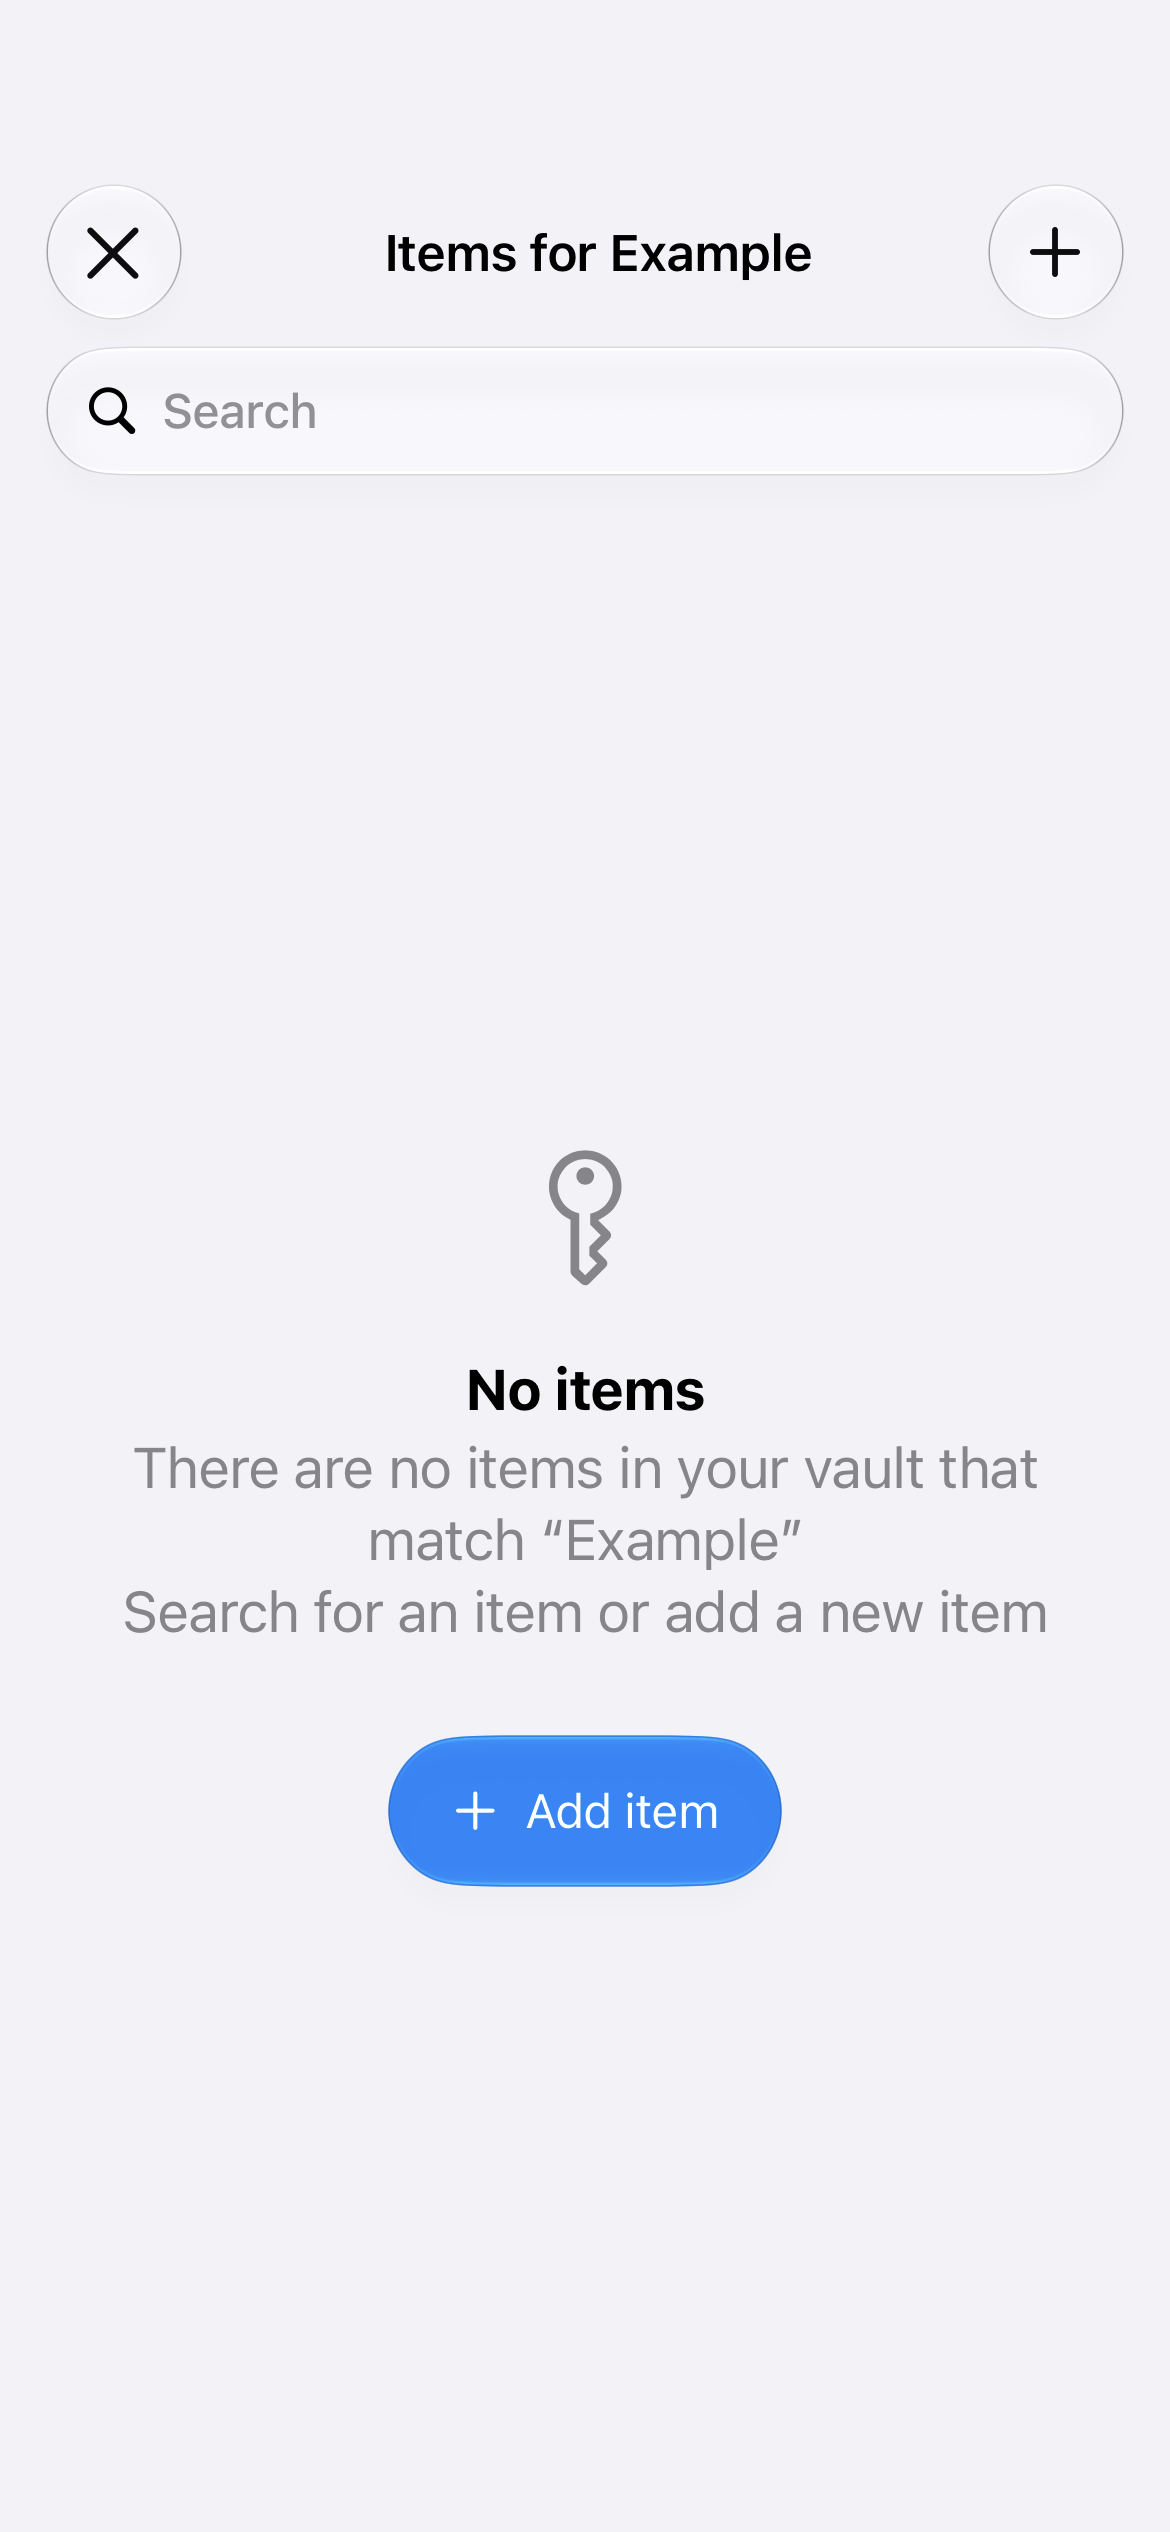 Items for Example
Search
No items
There are no items in your vault that
match “Example”
Search for an item or add a new item
Add item